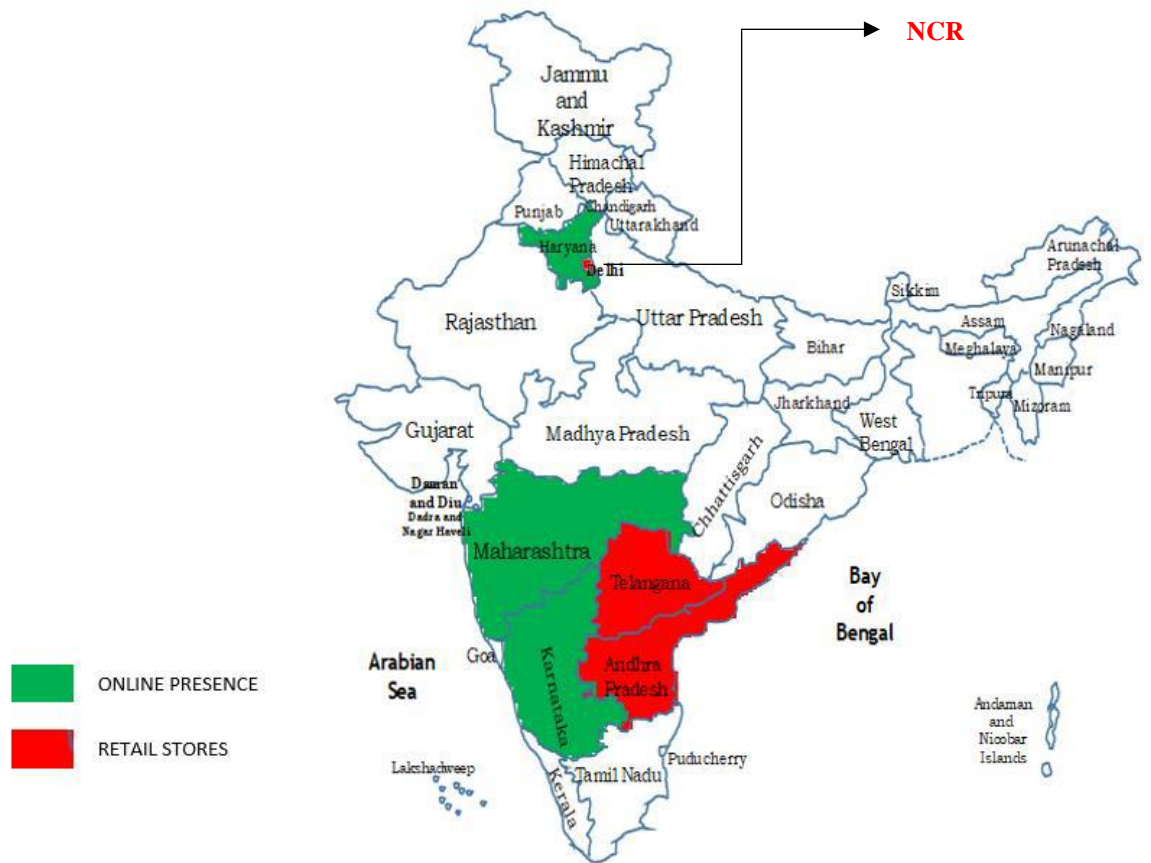 NCR
Jammu
and
Kashmir
Himachal
Pradesh
Punjab
Chandigarh
Uttarakhand
Haryana
Delhi
Arunachal
Pradesh
Sikkim
Rajasthan
Uttar Pradesh
Assam
Nagaland
Bihar
Meghalaya
Manipur
Jharkhand
Tripura
Mizoram
West
Bengal
Gujarat
Madhya Pradesh
Chhattisgarh
Odisha
Daman
and Diu
Dadra and
Nagar Haveli
Maharashtra
Telangana
Bay
of
Bengal
Goa
Arabian
Sea
Karnataka
Andhra
Pradesh
ONLINE PRESENCE
RETAIL STORES
Andaman
and
Nicobar
Islands
Puducherry
Lakshadweep
Kerala
Tamil Nadu